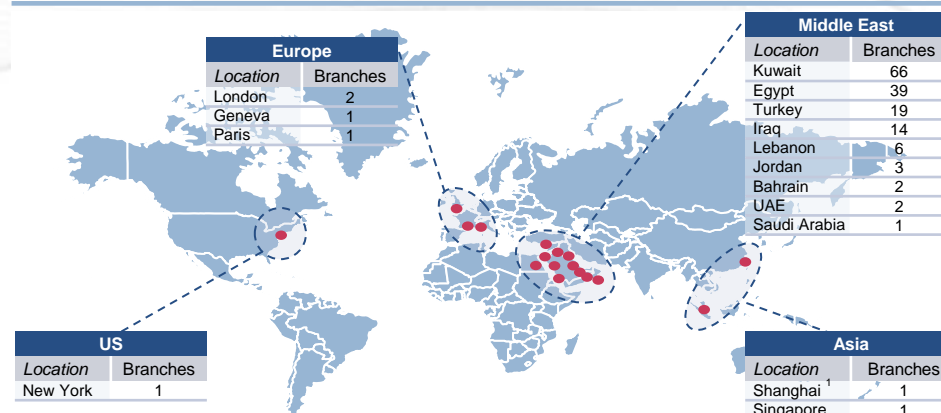 Europe
Location Branches
London 2
Geneva 1
Paris 1
Middle East
Location Branches
Kuwait 66
Egypt 39
Turkey 19
Iraq 14
Lebanon 6
Jordan 3
Bahrain 2
UAE 2
Saudi Arabia 1
US
Location Branches
New York 1
Asia
Location Branches
Shanghai 1 1
Singapore 1